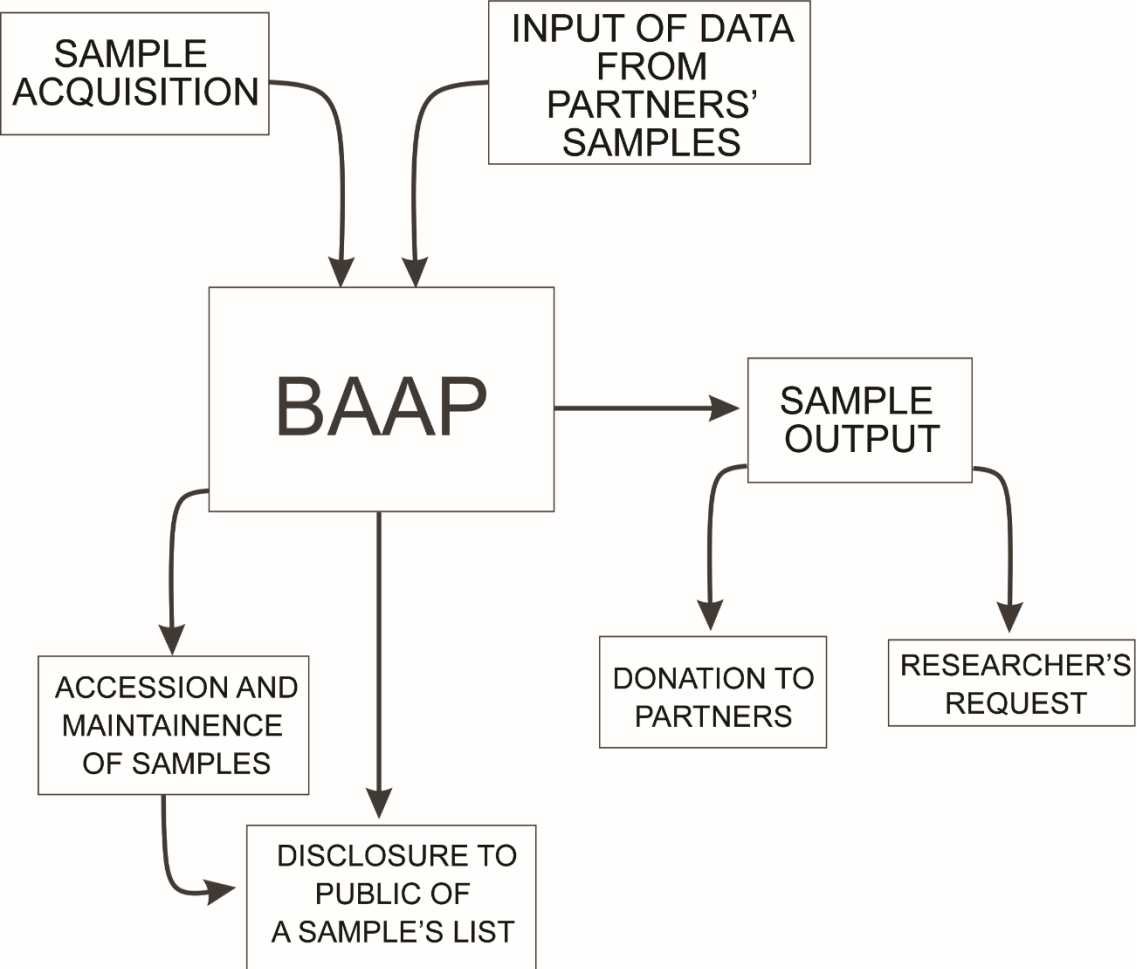 SAMPLE
ACQUISITION
INPUT OF DATA
FROM
PARTNERS’
SAMPLES
BAAP
SAMPLE
OUTPUT
ACCESSION AND
MAINTAINENCE
OF SAMPLES
DONATION TO
PARTNERS
RESEARCHER’S
REQUEST
DISCLOSURE TO
PUBLIC OF
A SAMPLE’S LIST